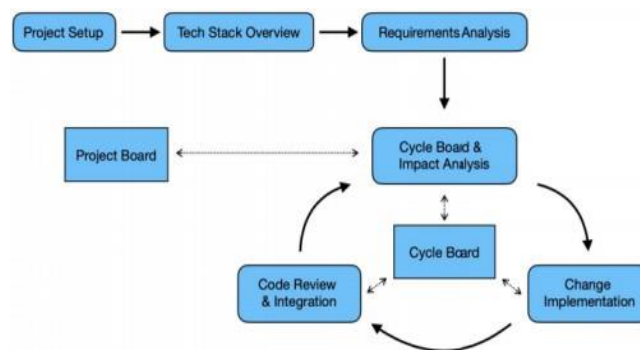 Project Setup
Tech Stack Overview
Requirements Analysis
Project Board
Cycle Board &
Impact Analysis
Cycle Board
Code Review
& Integration
Change
Implementation